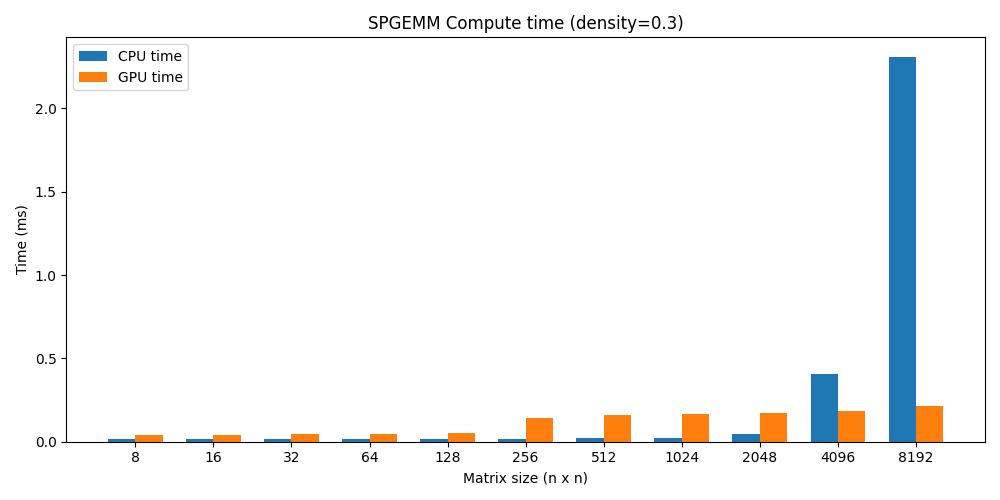 SPGEMM Compute time (density=0.3)
CPU time
GPU time
Time (ms)
2.0
1.5
1.0
0.5
0.0
8 16 32 64 128 256 512 1024 2048 4096 8192
Matrix size (n x n)